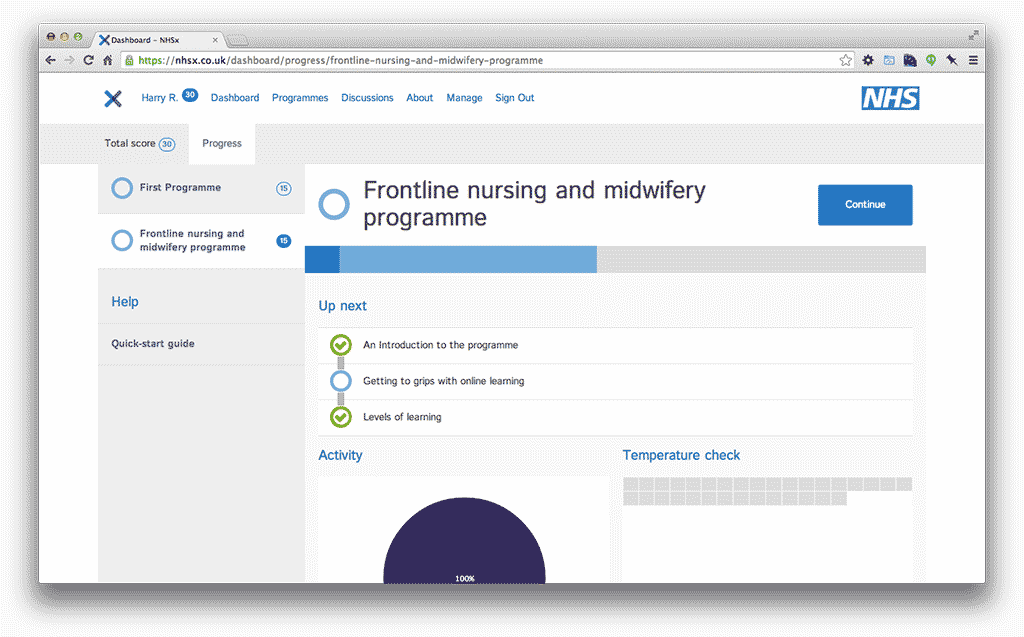 Dashboard - NHSx
https://nhsx.co.uk/dashboard/progress/frontline-nursing-and-midwifery-programme
Harry R. 30 Dashboard Programmes Discussions About Manage Sign Out NHS
Total score 30 Progress
First Programme 15
Frontline nursing and
midwifery programme 15
Help
Quick-start guide
Frontline nursing and midwifery
programme
Continue
Up next
An Introduction to the programme
Getting to grips with online learning
Levels of learning
Activity
100%
Temperature check